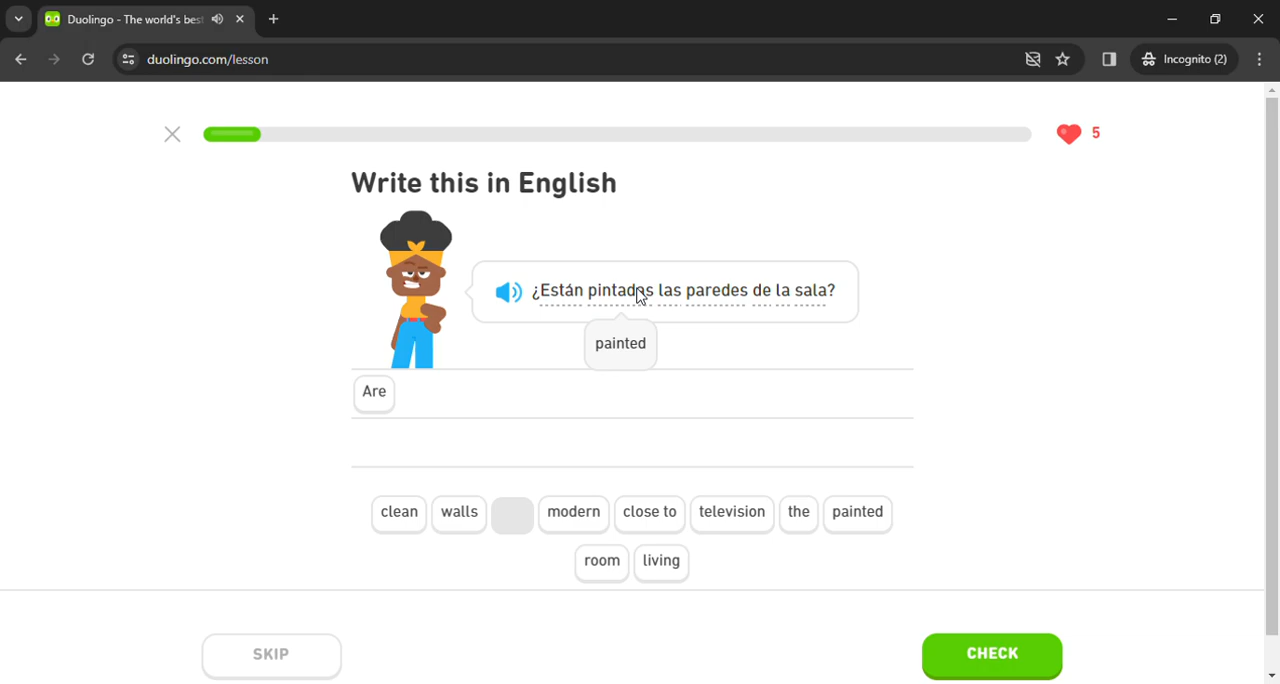 Duolingo - The world's best
duolingo.com/lesson
Incognito (2)
5
Write this in English
¿Están pintadas las paredes de la sala?
painted
Are
clean walls modern close to television the painted
room living
SKIP
CHECK